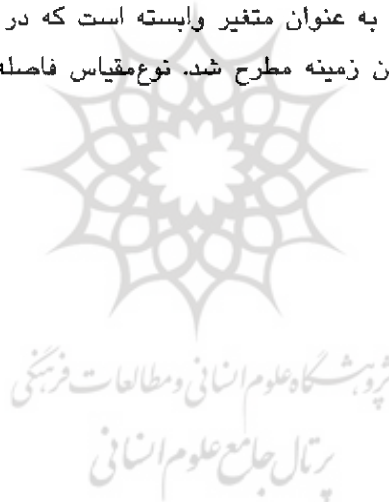 به عنوان متغیر وابسته است که در
ن زمینه مطرح شد. نوع‌مقیاس فاصله
پژوهشگاه علوم انسانی و مطالعات فرهنگی
پرتال جامع علوم انسانی